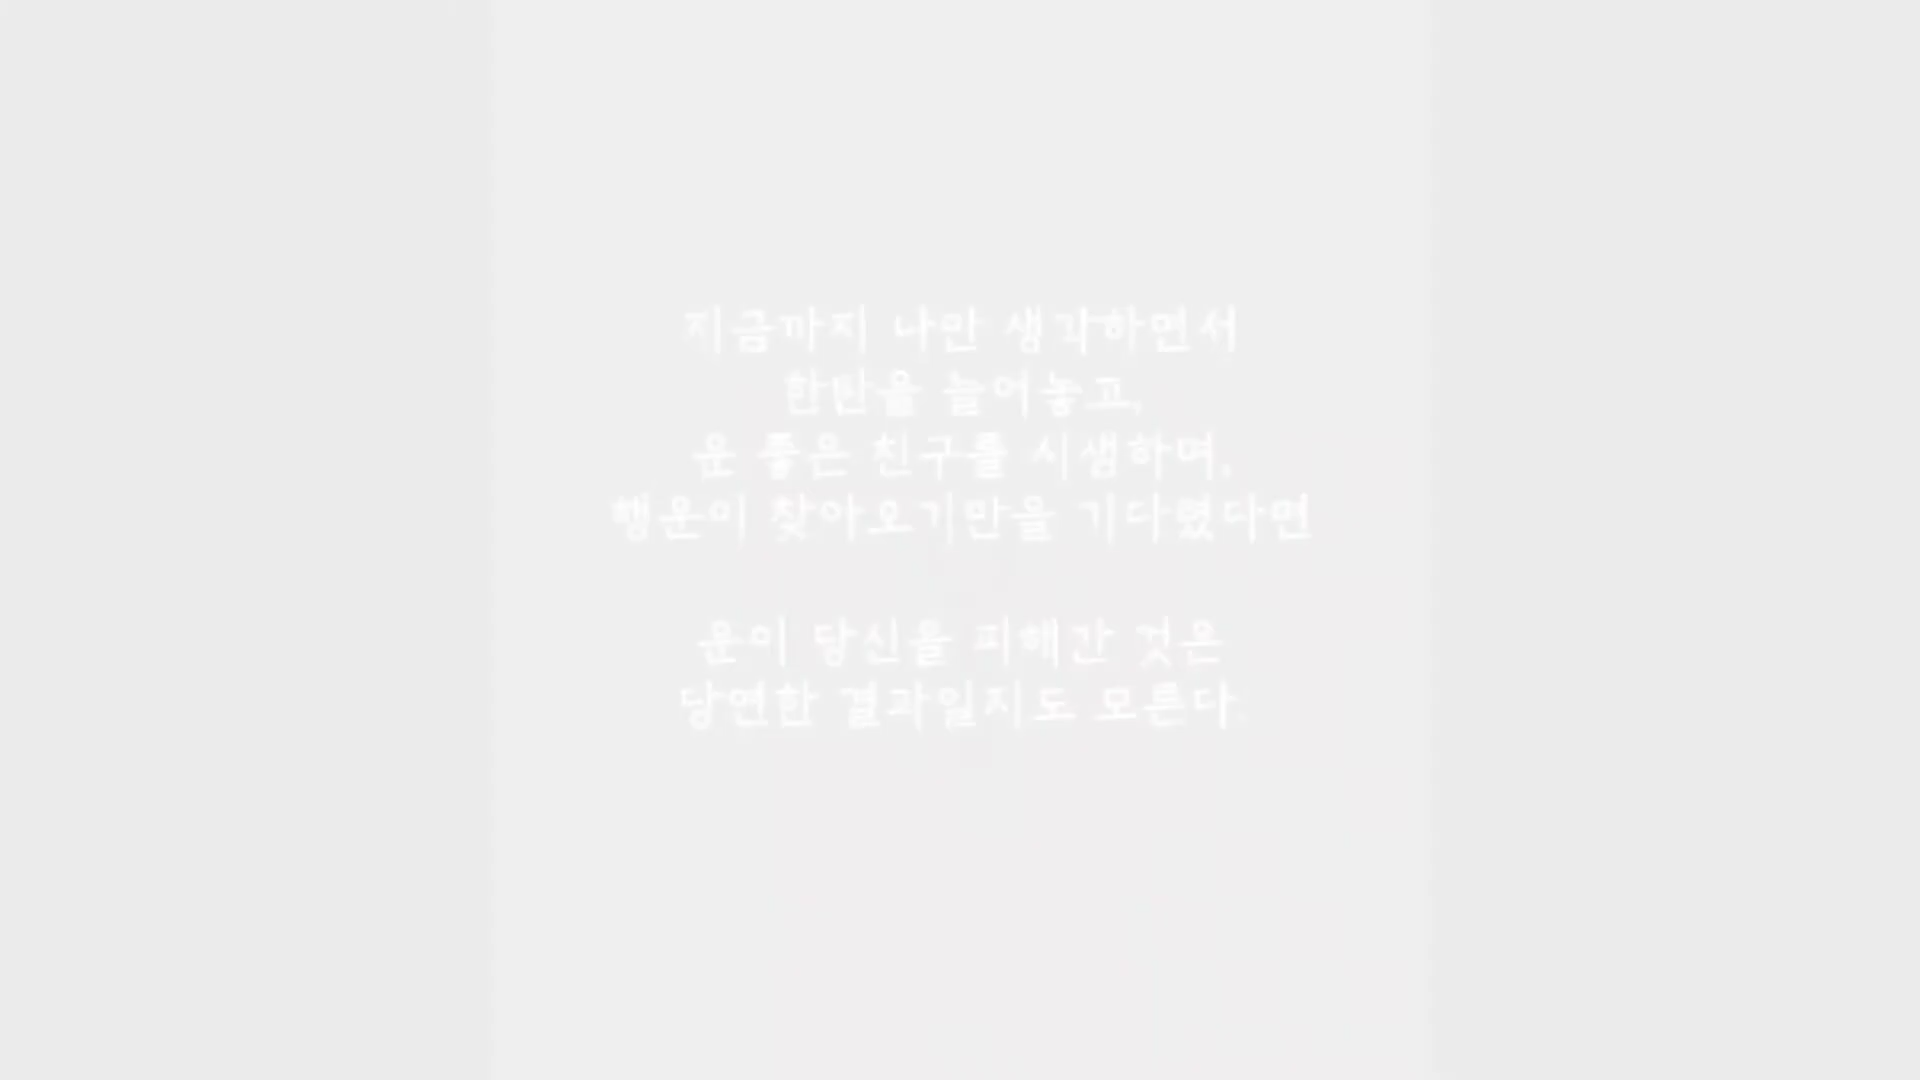 지금까지 나만 생각하면서
한탄을 늘어놓고,
운 좋은 친구를 시샘하며,
행운이 찾아오기만을 기다렸다면
운이 당신을 피해간 것은
당연한 결과일지도 모른다.